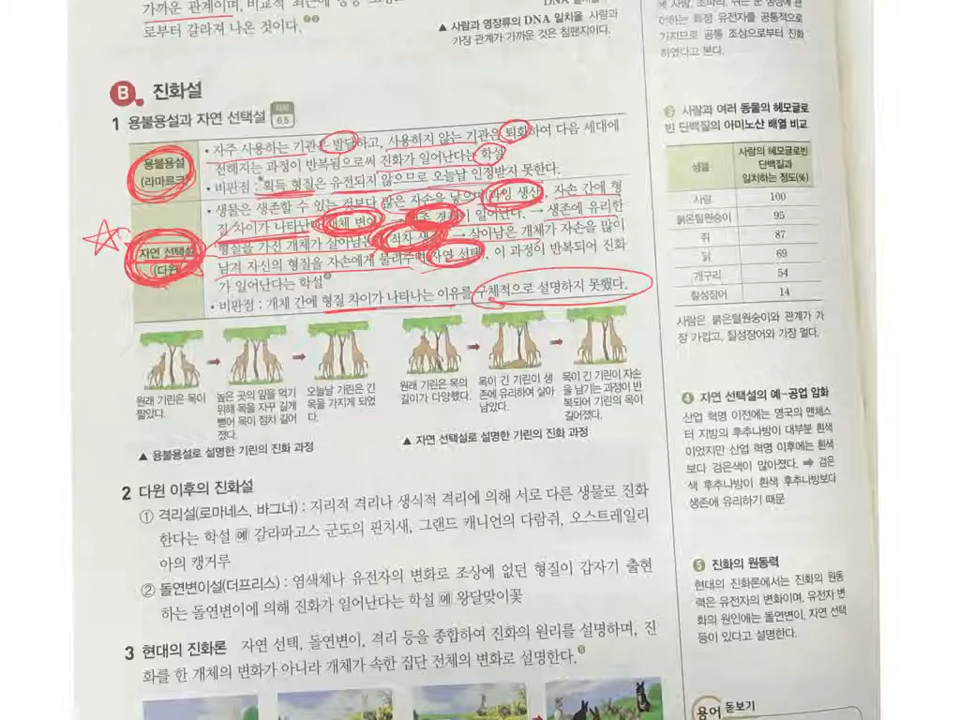 가까운 관계이며, 비교적 최근에
로부터 갈라져 나온 것이다.
▲ 사람과 영장류의 DNA 일치율 사람과
가장 관계가 가까운 것은 침팬지이다.
가지므로 공통 조상으로부터 진화
하였다고 본다.
B 진화설
1 용불용설과 자연 선택설
용불용설
(라마르크)
• 자주 사용하는 기관은 발달하고, 사용하지 않는 기관은 퇴화하여 다음 세대에
전해지는 과정이 반복됨으로써 진화가 일어난다는 학설
• 비판점 : 획득 형질은 유전되지 않으므로 오늘날 인정받지 못한다.
자연 선택설
(다윈)
• 생물은 생존할 수 있는 것보다 많은 자손을 낳으며 과잉 생산, 자손 간에 형
질 차이가 나타난 개체 변이 → 경쟁이 일어난다. → 생존에 유리한
형질을 가진 개체가 살아남는 → 살아남은 개체가 자손을 많이
남겨 자신의 형질을 자손에게 물려주며 자연 선택, 이 과정이 반복되어 진화
가 일어난다는 학설
• 비판점 : 개체 간에 형질 차이가 나타나는 이유를 구체적으로 설명하지 못했다.
원래 기린은 목이
짧았다.
높은 곳의 잎을 먹기
위해 목을 자꾸 길게
뻗어 목이 점차 길어
졌다.
오늘날 기린은 긴
목을 가지게 되었
다.
▲ 용불용설로 설명한 기린의 진화 과정
원래 기린은 목의
길이가 다양했다.
목이 긴 기린이 생
존에 유리하여 살아
남았다.
목이 긴 기린이 자손
을 남기는 과정이 반
복되어 기린의 목이
길어졌다.
▲ 자연 선택설로 설명한 기린의 진화 과정
2 다윈 이후의 진화설
① 격리설(로마네스, 바그너) : 지리적 격리나 생식적 격리에 의해 서로 다른 생물로 진화
한다는 학설 예 갈라파고스 군도의 핀치새, 그랜드 캐니언의 다람쥐, 오스트레일리
아의 캥거루
② 돌연변이설(더프리스) : 염색체나 유전자의 변화로 조상에 없던 형질이 갑자기 출현
하는 돌연변이에 의해 진화가 일어난다는 학설 예 왕달맞이꽃
3 현대의 진화론 자연 선택, 돌연변이, 격리 등을 종합하여 진화의 원리를 설명하며, 진
화를 한 개체의 변화가 아니라 개체가 속한 집단 전체의 변화로 설명한다.
③ 사람과 여러 동물의 헤모글로
빈 단백질의 아미노산 배열 비교
생물 사람의 헤모글로빈
단백질과
일치하는 정도(%)
사람 100
붉은털원숭이 95
쥐 87
닭 69
개구리 54
칠성장어 14
사람은 붉은털원숭이와 관계가 가
장 가깝고, 칠성장어와 가장 멀다.
④ 자연 선택설의 예-공업 암화
산업 혁명 이전에는 영국의 맨체스
터 지방의 후추나방이 대부분 흰색
이었지만 산업 혁명 이후에는 흰색
보다 검은색이 많아졌다. ➡ 검은
색 후추나방이 흰색 후추나방보다
생존에 유리하기 때문
⑤ 진화의 원동력
현대의 진화론에서는 진화의 원동
력은 유전자의 변화이며, 유전자 변
화의 원인에는 돌연변이, 자연 선택
등이 있다고 설명한다.
용어 돋보기